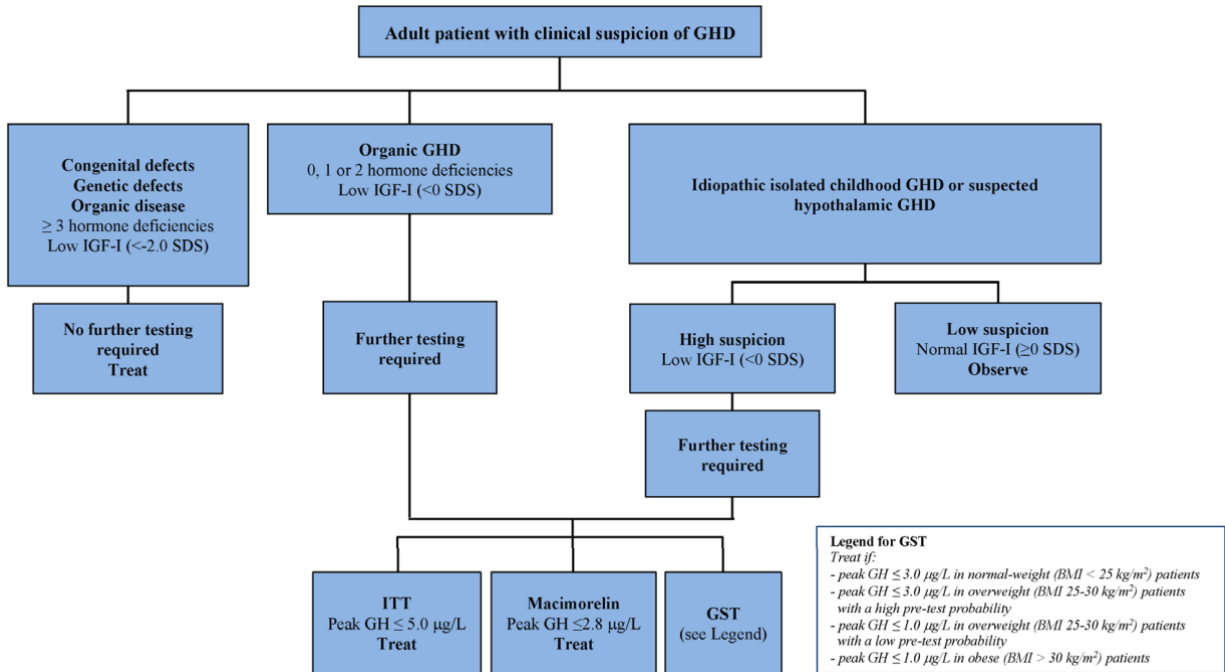 Adult patient with clinical suspicion of GHD
Congenital defects
Genetic defects
Organic disease
≥ 3 hormone deficiencies
Low IGF-I (<-2.0 SDS)
Organic GHD
0, 1 or 2 hormone deficiencies
Low IGF-I (<0 SDS)
Idiopathic isolated childhood GHD or suspected
hypothalamic GHD
No further testing
required
Treat
Further testing
required
High suspicion
Low IGF-I (<0 SDS)
Low suspicion
Normal IGF-I (≥0 SDS)
Observe
Further testing
required
ITT
Peak GH ≤ 5.0 μg/L
Treat
Macimorelin
Peak GH ≤2.8 μg/L
Treat
GST
(see Legend)
Legend for GST
Treat if:
- peak GH ≤ 3.0 μg/L in normal-weight (BMI < 25 kg/m²) patients
- peak GH ≤ 3.0 μg/L in overweight (BMI 25-30 kg/m²) patients
with a high pre-test probability
- peak GH ≤ 1.0 μg/L in overweight (BMI 25-30 kg/m²) patients
with a low pre-test probability
- peak GH ≤ 1.0 μg/L in obese (BMI > 30 kg/m²) patients